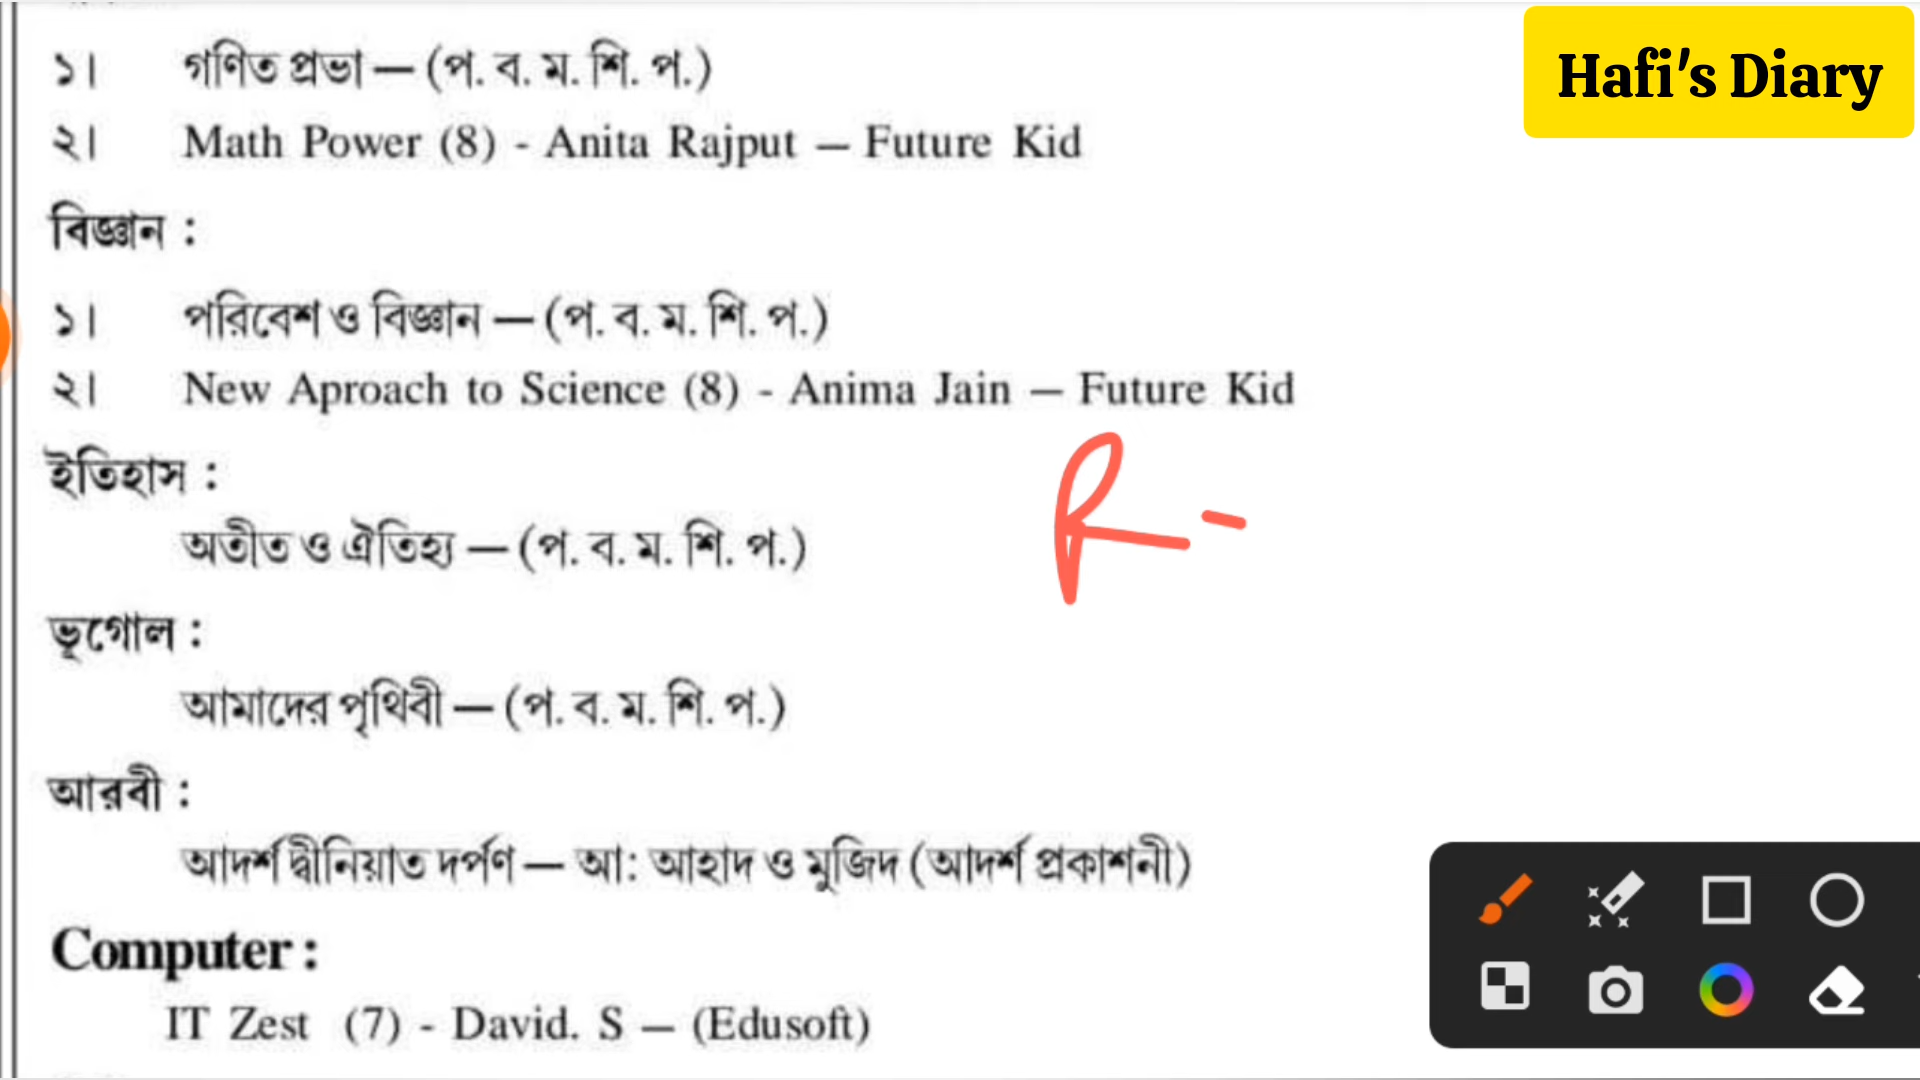 ১। গণিত প্রভা — (প. ব. ম. শি. প.)
Hafi's Diary
২। Math Power (8) - Anita Rajput — Future Kid
বিজ্ঞান :
১। পরিবেশ ও বিজ্ঞান — (প. ব. ম. শি. প.)
২। New Aproach to Science (8) - Anima Jain — Future Kid
ইতিহাস :
অতীত ও ঐতিহ্য — (প. ব. ম. শি. প.)
R -
ভূগোল :
আমাদের পৃথিবী — (প. ব. ম. শি. প.)
আরবী :
আদর্শ দ্বীনিয়াত দর্পণ — আ: আহাদ ও মুজিদ (আদর্শ প্রকাশনী)
Computer :
IT Zest (7) - David. S — (Edusoft)